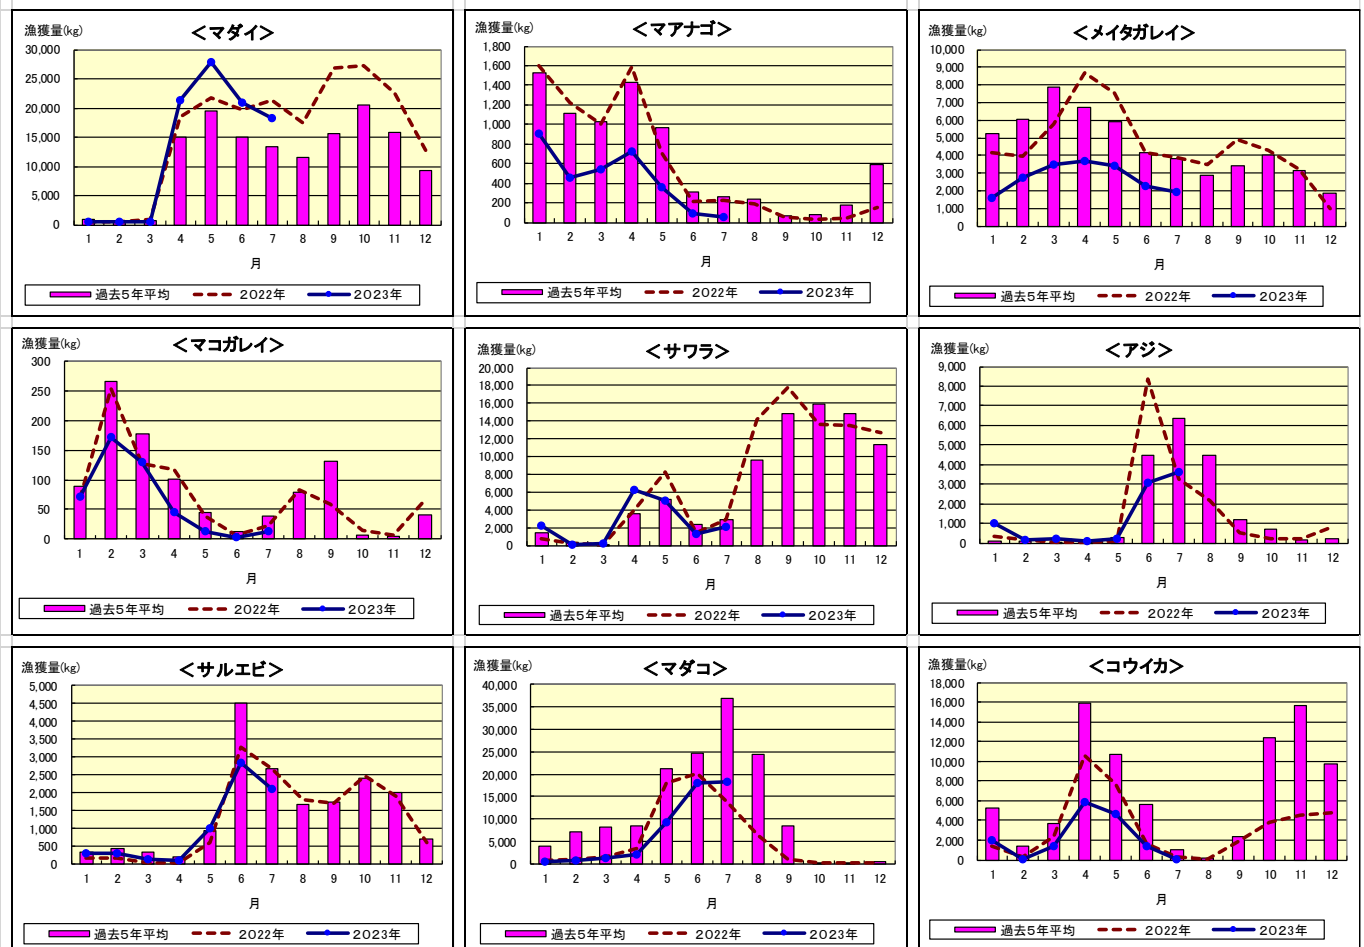 漁獲量(kg)
＜マダイ＞
30,000
25,000
20,000
15,000
10,000
5,000
0
1 2 3 4 5 6 7 8 9 10 11 12
月
過去5年平均 2022年 2023年
漁獲量(kg)
＜マアナゴ＞
1,800
1,600
1,400
1,200
1,000
800
600
400
200
0
1 2 3 4 5 6 7 8 9 10 11 12
月
過去5年平均 2022年 2023年
漁獲量(kg)
＜メイタガレイ＞
10,000
9,000
8,000
7,000
6,000
5,000
4,000
3,000
2,000
1,000
0
1 2 3 4 5 6 7 8 9 10 11 12
月
過去5年平均 2022年 2023年
漁獲量(kg)
＜マコガレイ＞
300
250
200
150
100
50
0
1 2 3 4 5 6 7 8 9 10 11 12
月
過去5年平均 2022年 2023年
漁獲量(kg)
＜サワラ＞
20,000
18,000
16,000
14,000
12,000
10,000
8,000
6,000
4,000
2,000
0
1 2 3 4 5 6 7 8 9 10 11 12
月
過去5年平均 2022年 2023年
漁獲量(kg)
＜アジ＞
9,000
8,000
7,000
6,000
5,000
4,000
3,000
2,000
1,000
0
1 2 3 4 5 6 7 8 9 10 11 12
月
過去5年平均 2022年 2023年
漁獲量(kg)
＜サルエビ＞
5,000
4,500
4,000
3,500
3,000
2,500
2,000
1,500
1,000
500
0
1 2 3 4 5 6 7 8 9 10 11 12
月
過去5年平均 2022年 2023年
漁獲量(kg)
＜マダコ＞
40,000
35,000
30,000
25,000
20,000
15,000
10,000
5,000
0
1 2 3 4 5 6 7 8 9 10 11 12
月
過去5年平均 2022年 2023年
漁獲量(kg)
＜コウイカ＞
18,000
16,000
14,000
12,000
10,000
8,000
6,000
4,000
2,000
0
1 2 3 4 5 6 7 8 9 10 11 12
月
過去5年平均 2022年 2023年